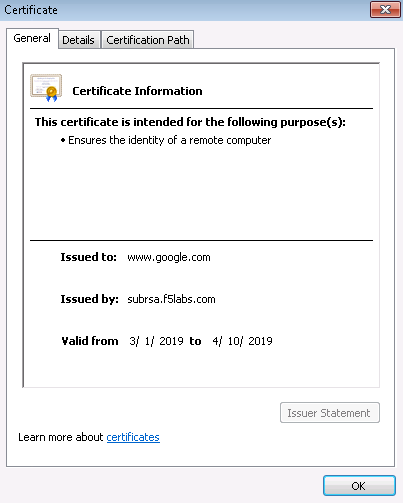 Certificate
General
Details
Certification Path
Certificate Information
This certificate is intended for the following purpose(s):
• Ensures the identity of a remote computer
Issued to: www.google.com
Issued by: subrsa.f5labs.com
Valid from 3/ 1/ 2019 to 4/ 10/ 2019
Issuer Statement
Learn more about certificates
OK